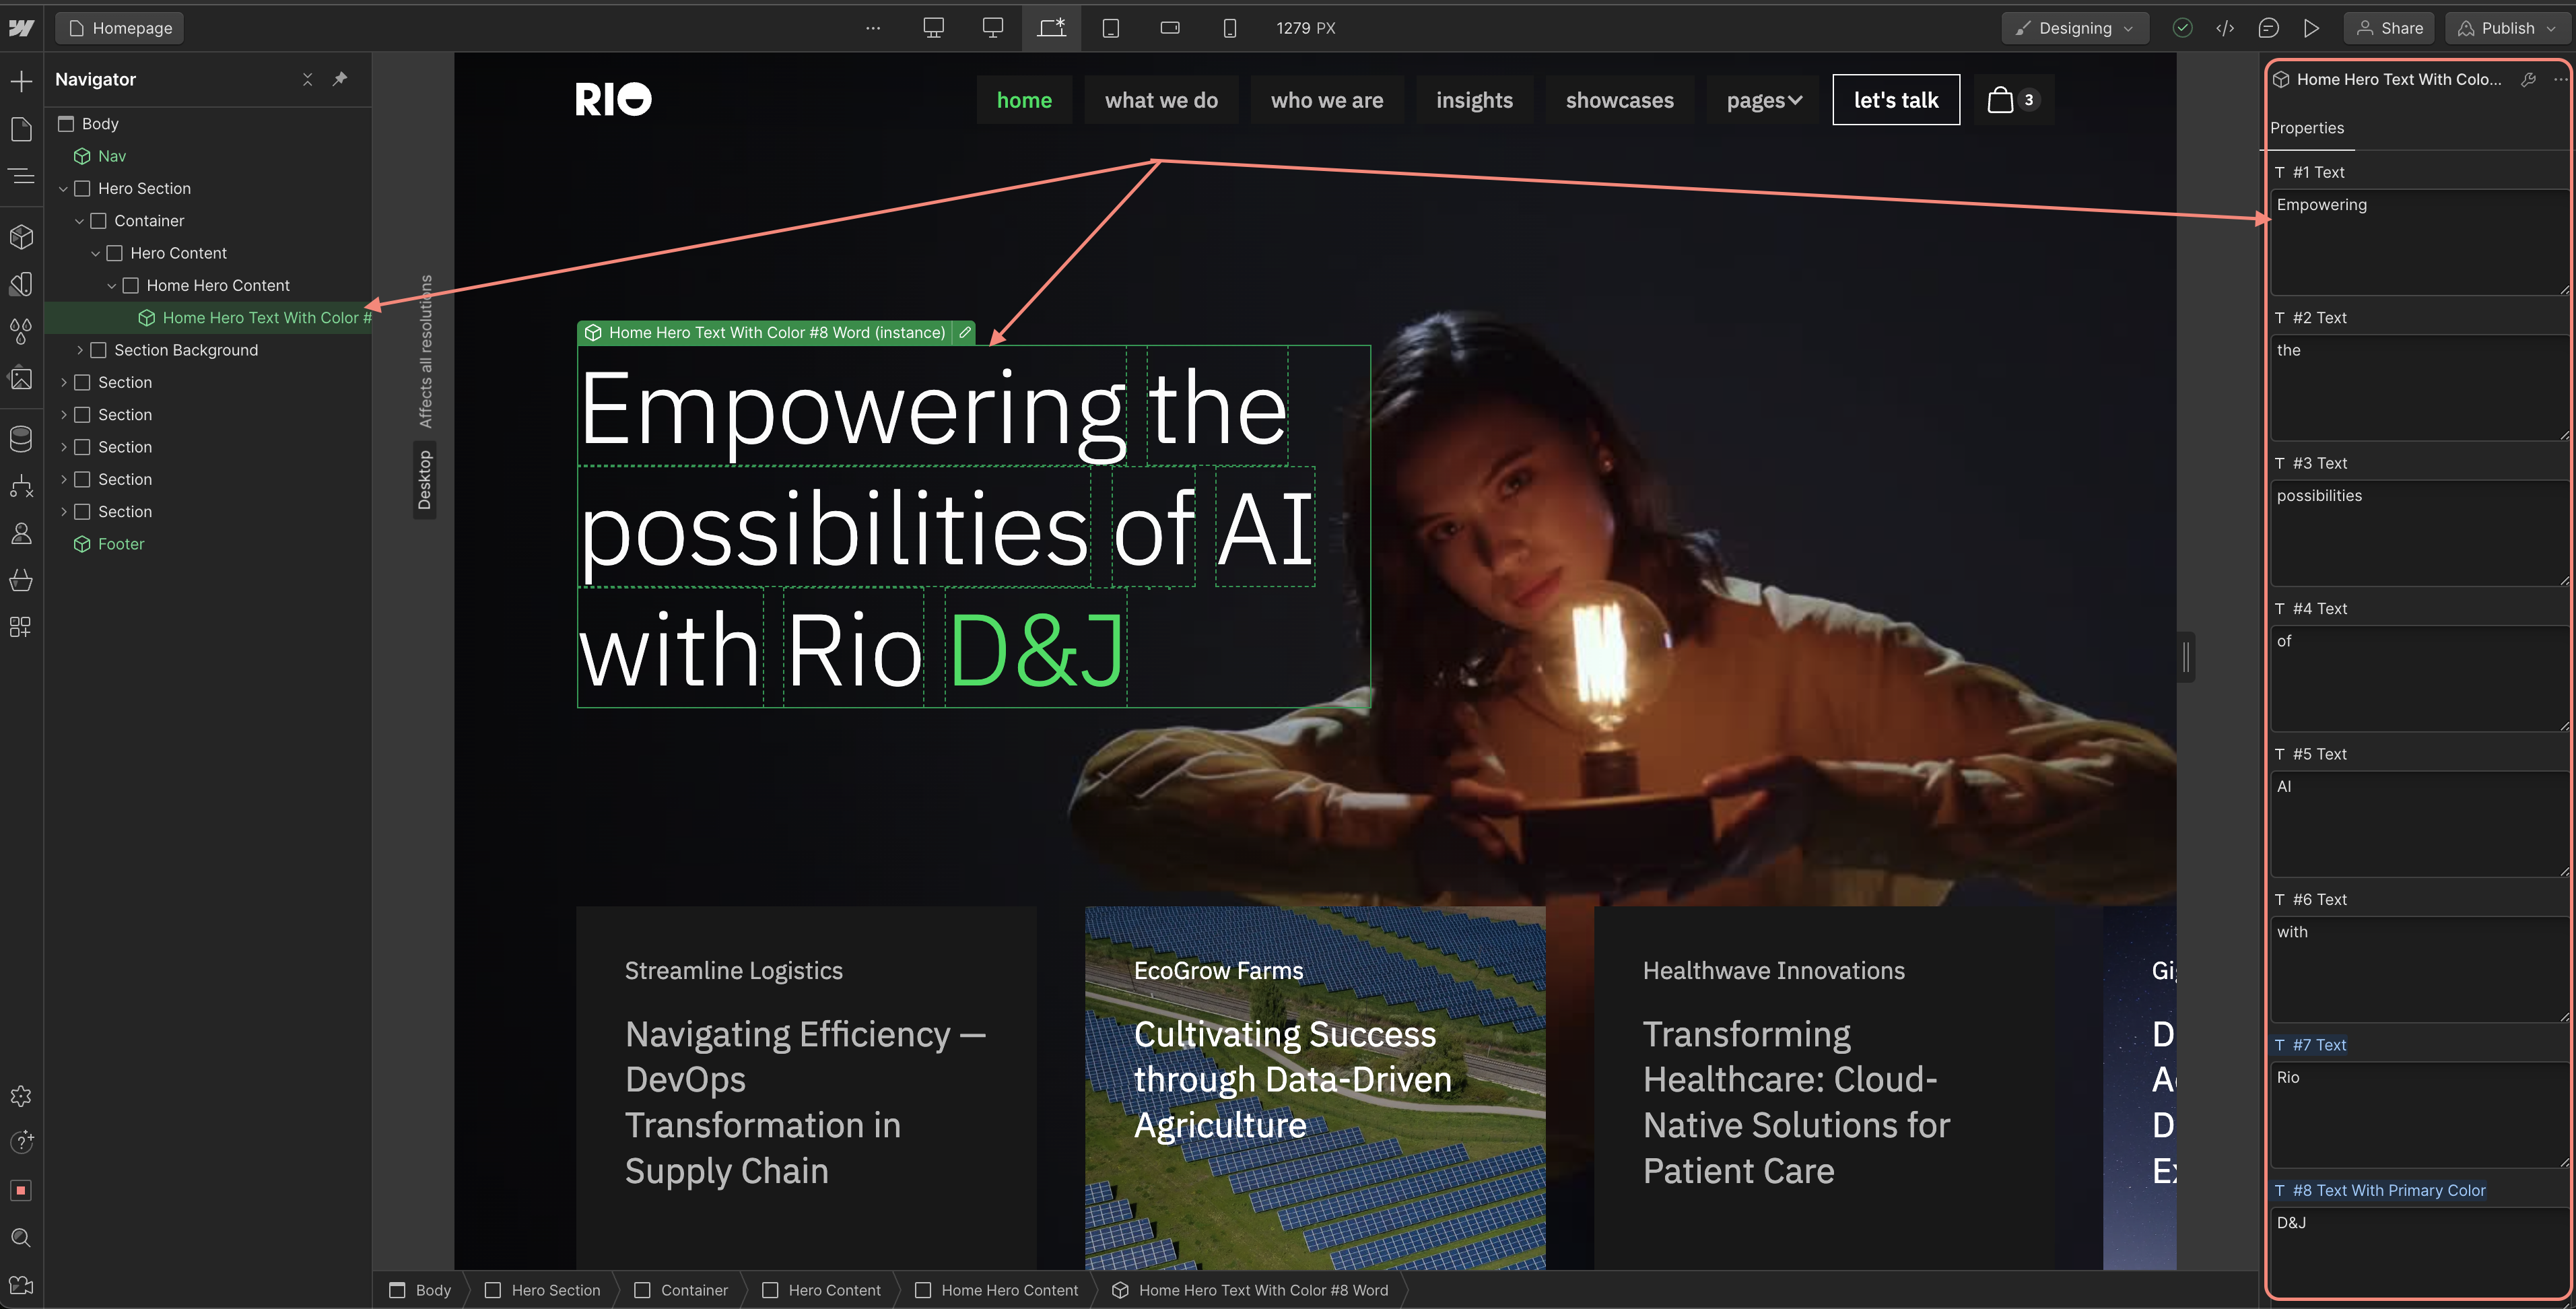 Homepage
1279 PX
Designing
Share
Publish
Navigator
Body
Nav
Hero Section
Container
Hero Content
Home Hero Content
Home Hero Text With Color #
Section Background
Section
Section
Section
Section
Section
Footer
Affects all resolutions
Desktop
RIO
home
what we do
who we are
insights
showcases
pages
let's talk
3
Home Hero Text With Color #8 Word (instance)
Empowering the
possibilities of AI
with Rio D&J
Streamline Logistics
Navigating Efficiency —
DevOps
Transformation in
Supply Chain
EcoGrow Farms
Cultivating Success
through Data-Driven
Agriculture
Healthwave Innovations
Transforming
Healthcare: Cloud-
Native Solutions for
Patient Care
Body
Hero Section
Container
Hero Content
Home Hero Content
Home Hero Text With Color #8 Word
Home Hero Text With Colo...
Properties
#1 Text
Empowering
#2 Text
the
#3 Text
possibilities
#4 Text
of
#5 Text
AI
#6 Text
with
#7 Text
Rio
#8 Text With Primary Color
D&J